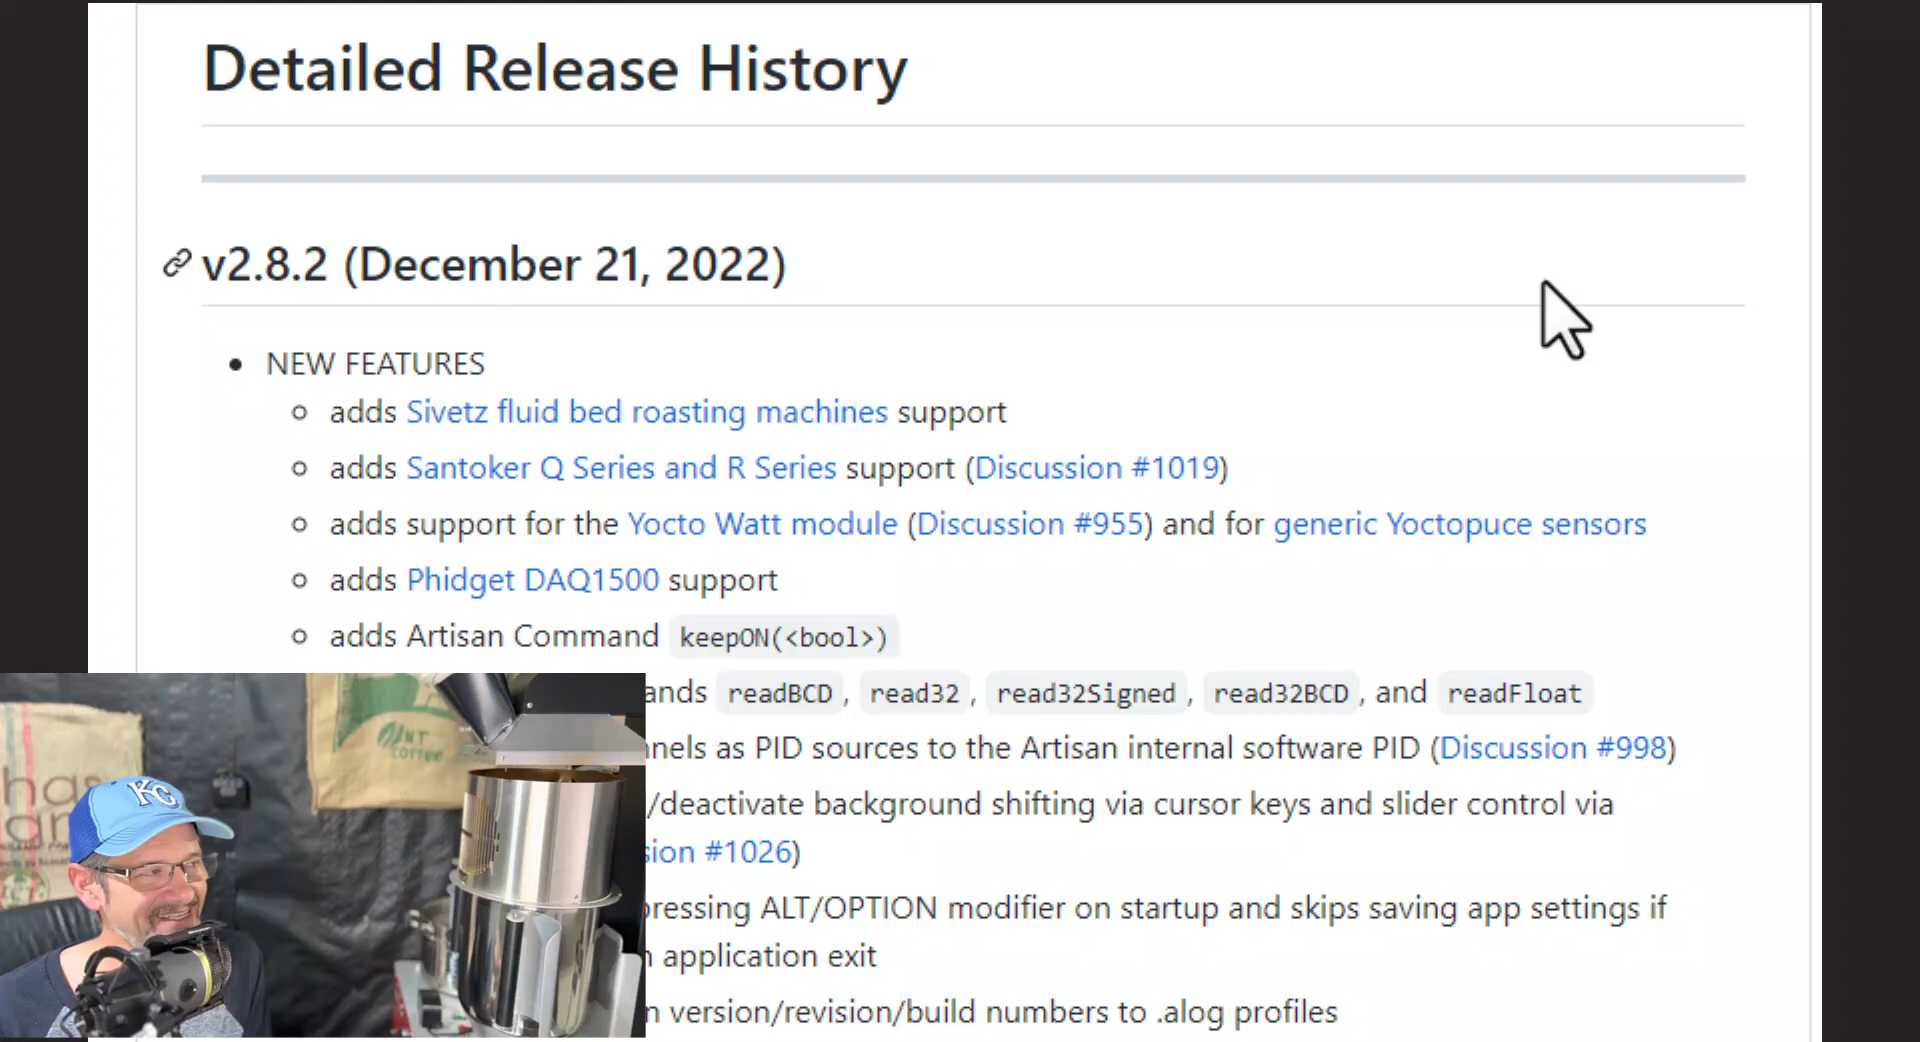 Detailed Release History
v2.8.2 (December 21, 2022)
NEW FEATURES
adds Sivetz fluid bed roasting machines support
adds Santoker Q Series and R Series support (Discussion #1019)
adds support for the Yocto Watt module (Discussion #955) and for generic Yoctopuce sensors
adds Phidget DAQ1500 support
adds Artisan Command keepON(<bool>)
readBCD, read32, read32Signed, read32BCD, and readFloat
as PID sources to the Artisan internal software PID (Discussion #998)
/deactivate background shifting via cursor keys and slider control via
#1026)
ALT/OPTION modifier on startup and skips saving app settings if
application exit
version/revision/build numbers to .alog profiles
KC
coffee